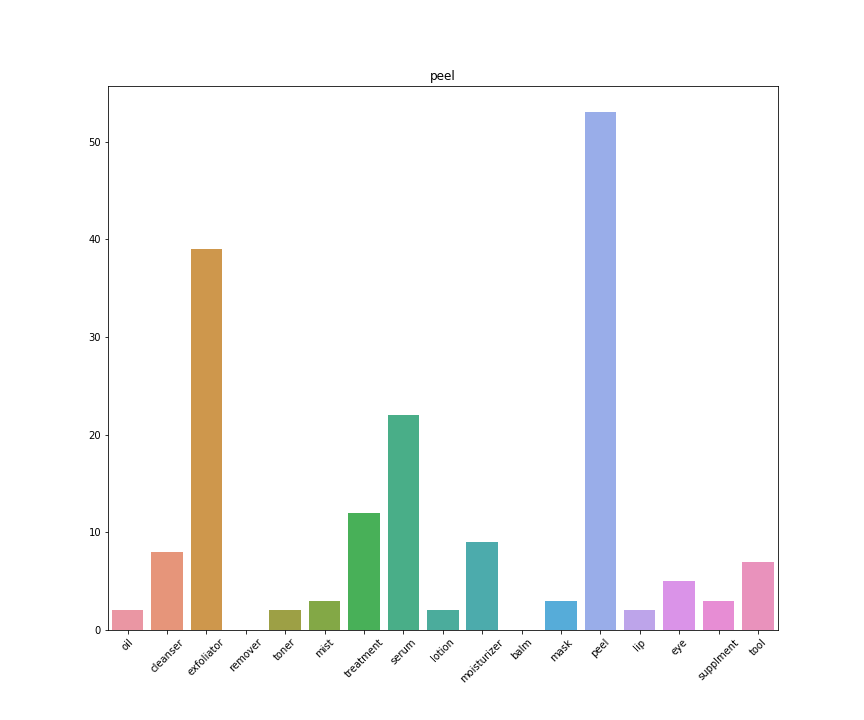 peel
50
40
30
20
10
0
oil
cleanser
exfoliator
remover
toner
mist
treatment
serum
lotion
moisturizer
balm
mask
peel
lip
eye
supplment
tool